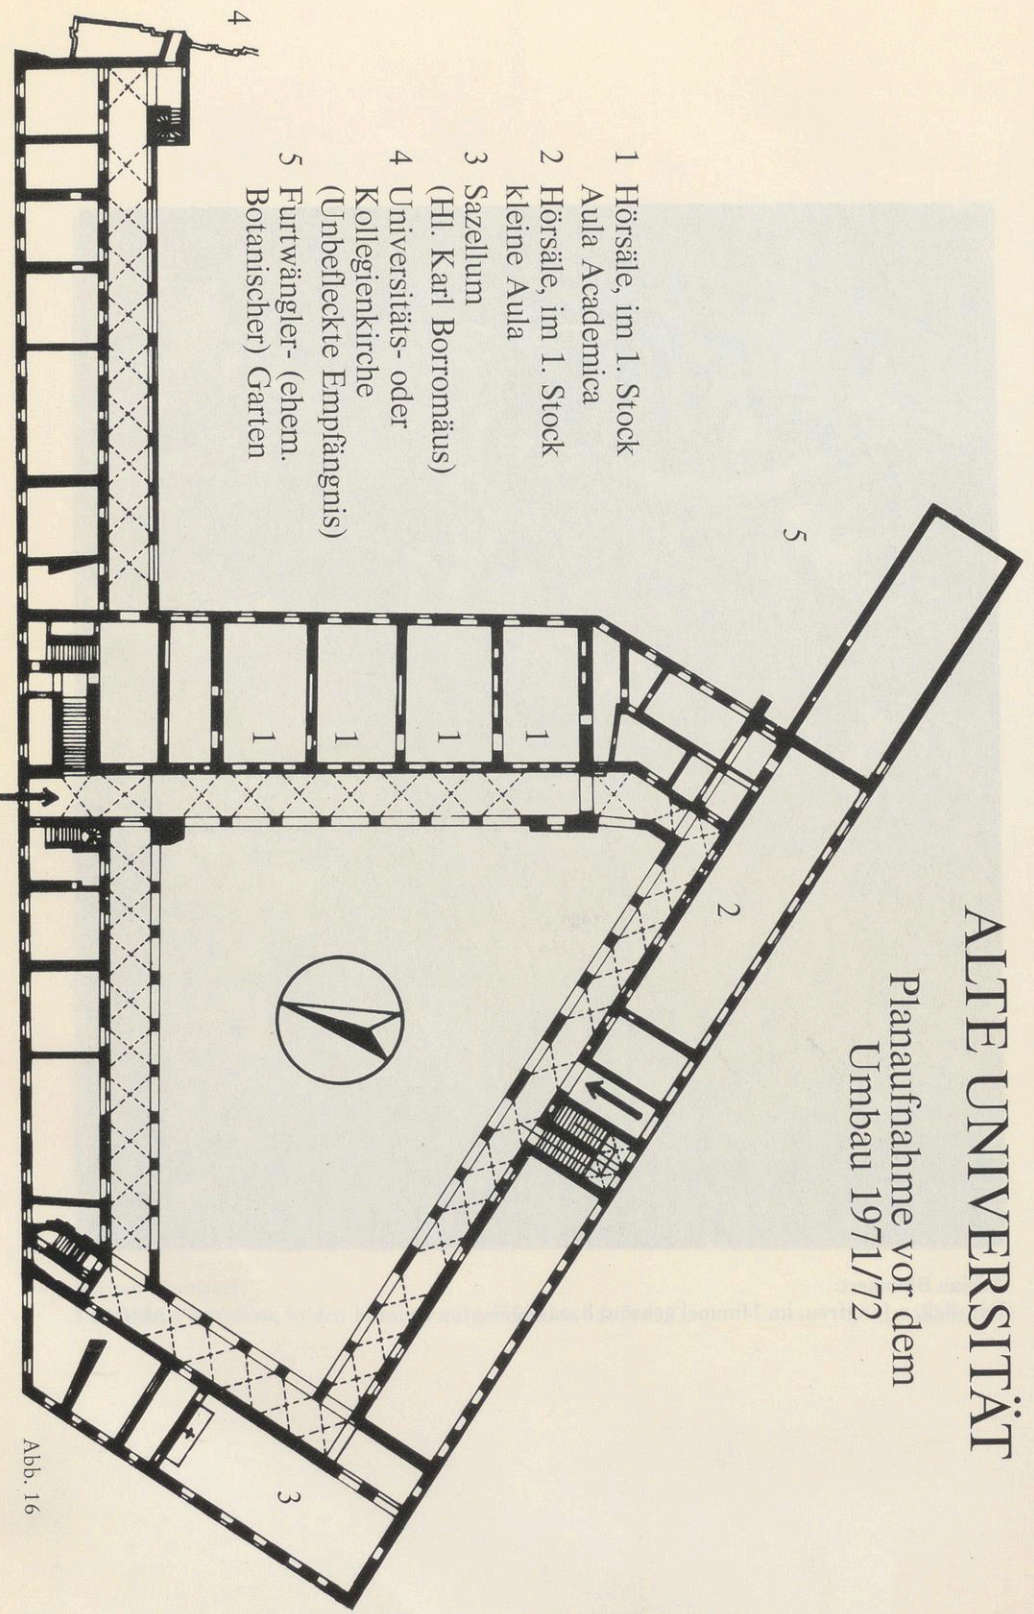 ALTE UNIVERSITÄT
Planaufnahme vor dem
Umbau 1971/72
1 Hörsäle, im 1. Stock
Aula Academica
2 Hörsäle, im 1. Stock
kleine Aula
3 Sazellum
(Hl. Karl Borromäus)
4 Universitäts- oder
Kollegienkirche
(Unbefleckte Empfängnis)
5 Furtwängler- (ehem.
Botanischer) Garten
4
5
1
1
1
1
2
3
Abb. 16